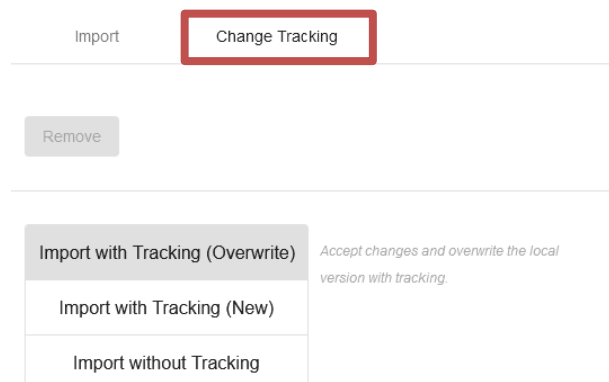 Import
Change Tracking
Remove
Import with Tracking (Overwrite)
Accept changes and overwrite the local
version with tracking.
Import with Tracking (New)
Import without Tracking